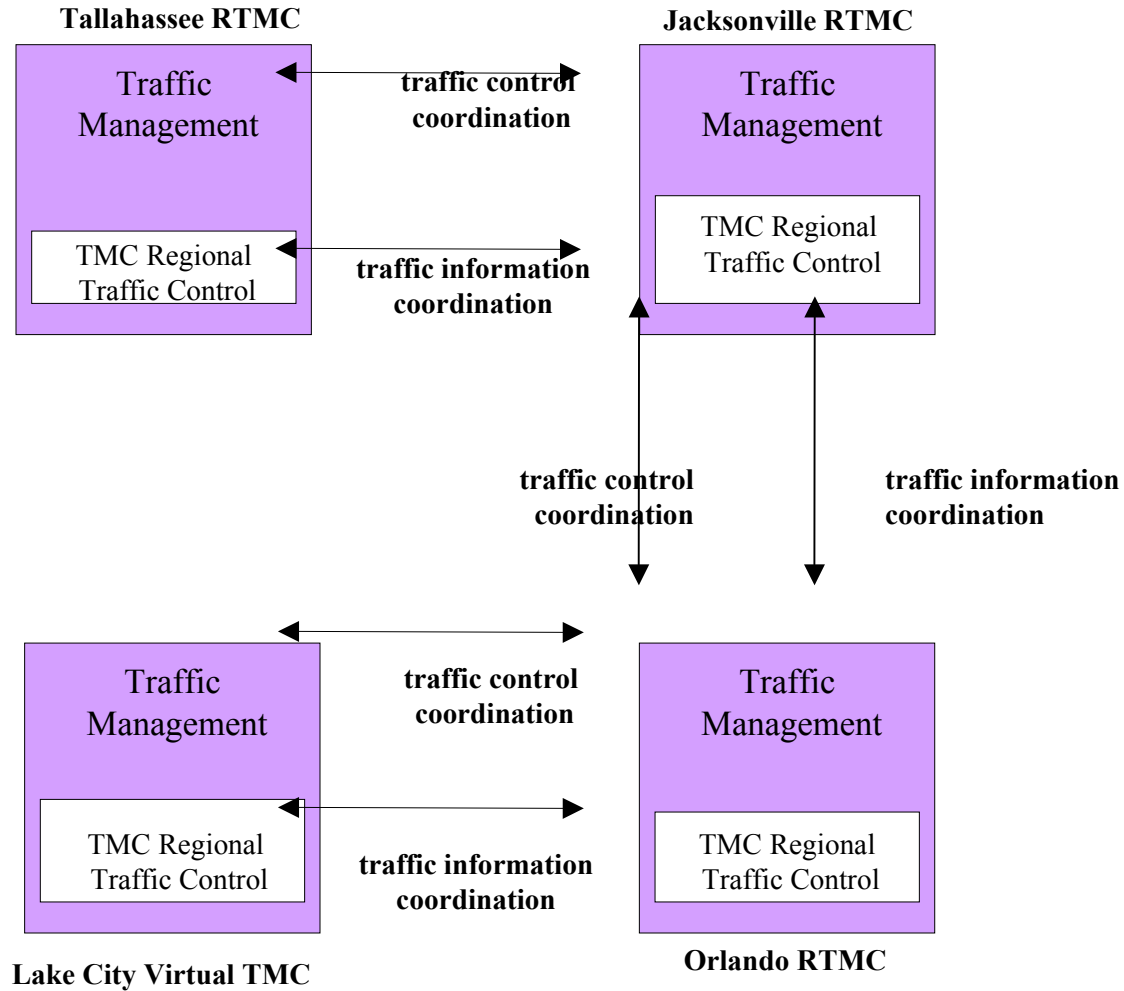 Tallahassee RTMC
Traffic
Management
TMC Regional
Traffic Control
traffic control
coordination
traffic information
coordination
Jacksonville RTMC
Traffic
Management
TMC Regional
Traffic Control
traffic control
coordination
traffic information
coordination
Traffic
Management
TMC Regional
Traffic Control
Lake City Virtual TMC
traffic control
coordination
traffic information
coordination
Traffic
Management
TMC Regional
Traffic Control
Orlando RTMC